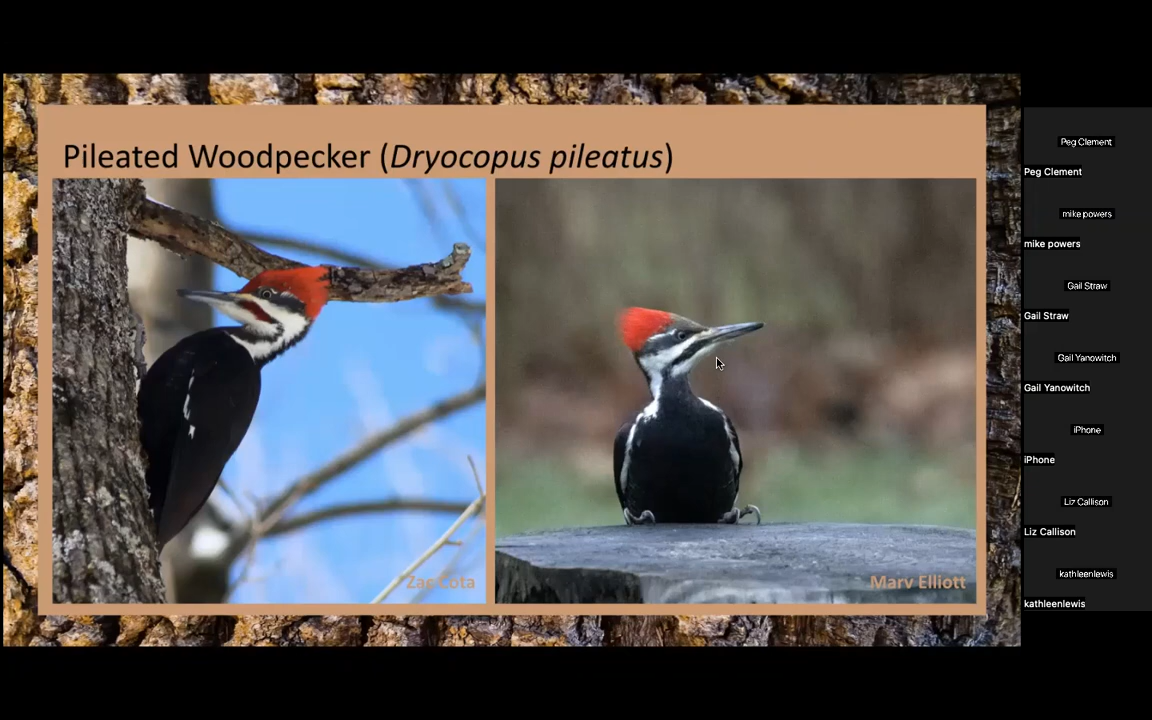 Pileated Woodpecker (Dryocopus pileatus)
Zac Cota
Marv Elliott
Peg Clement
Peg Clement
mike powers
mike powers
Gail Straw
Gail Straw
Gail Yanowitch
Gail Yanowitch
iPhone
iPhone
Liz Callison
Liz Callison
kathleenlewis
kathleenlewis